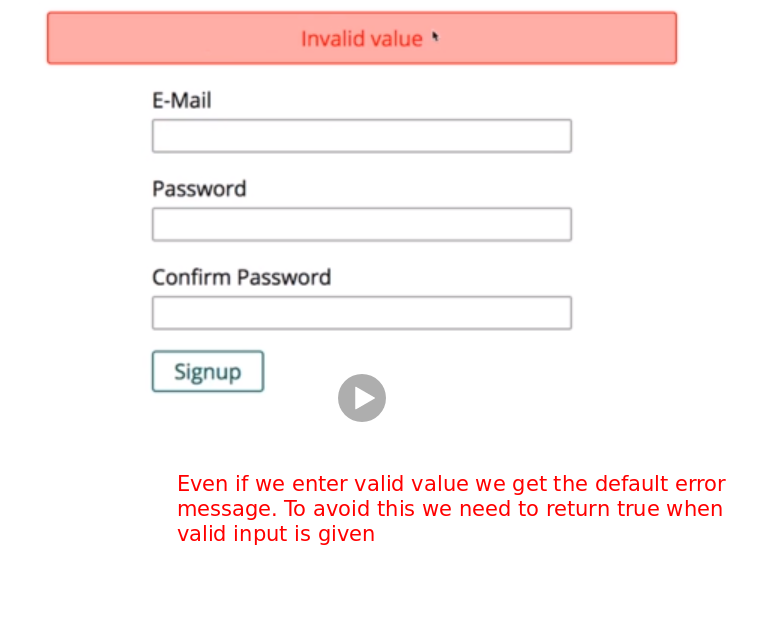 Invalid value
E-Mail
Password
Confirm Password
Signup
Even if we enter valid value we get the default error
message. To avoid this we need to return true when
valid input is given